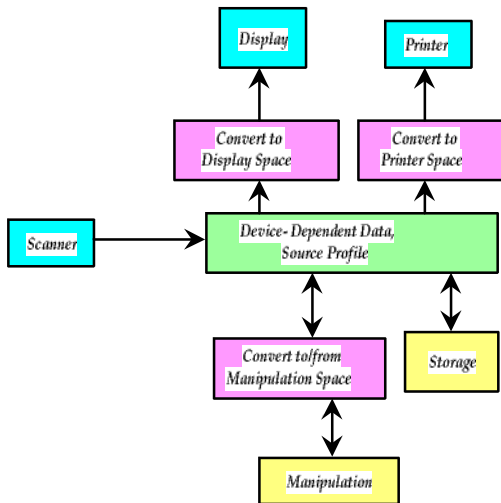 Display
Printer
Convert to
Display Space
Convert to
Printer Space
Scanner
Device- Dependent Data,
Source Profile
Convert to/from
Manipulation Space
Storage
Manipulation